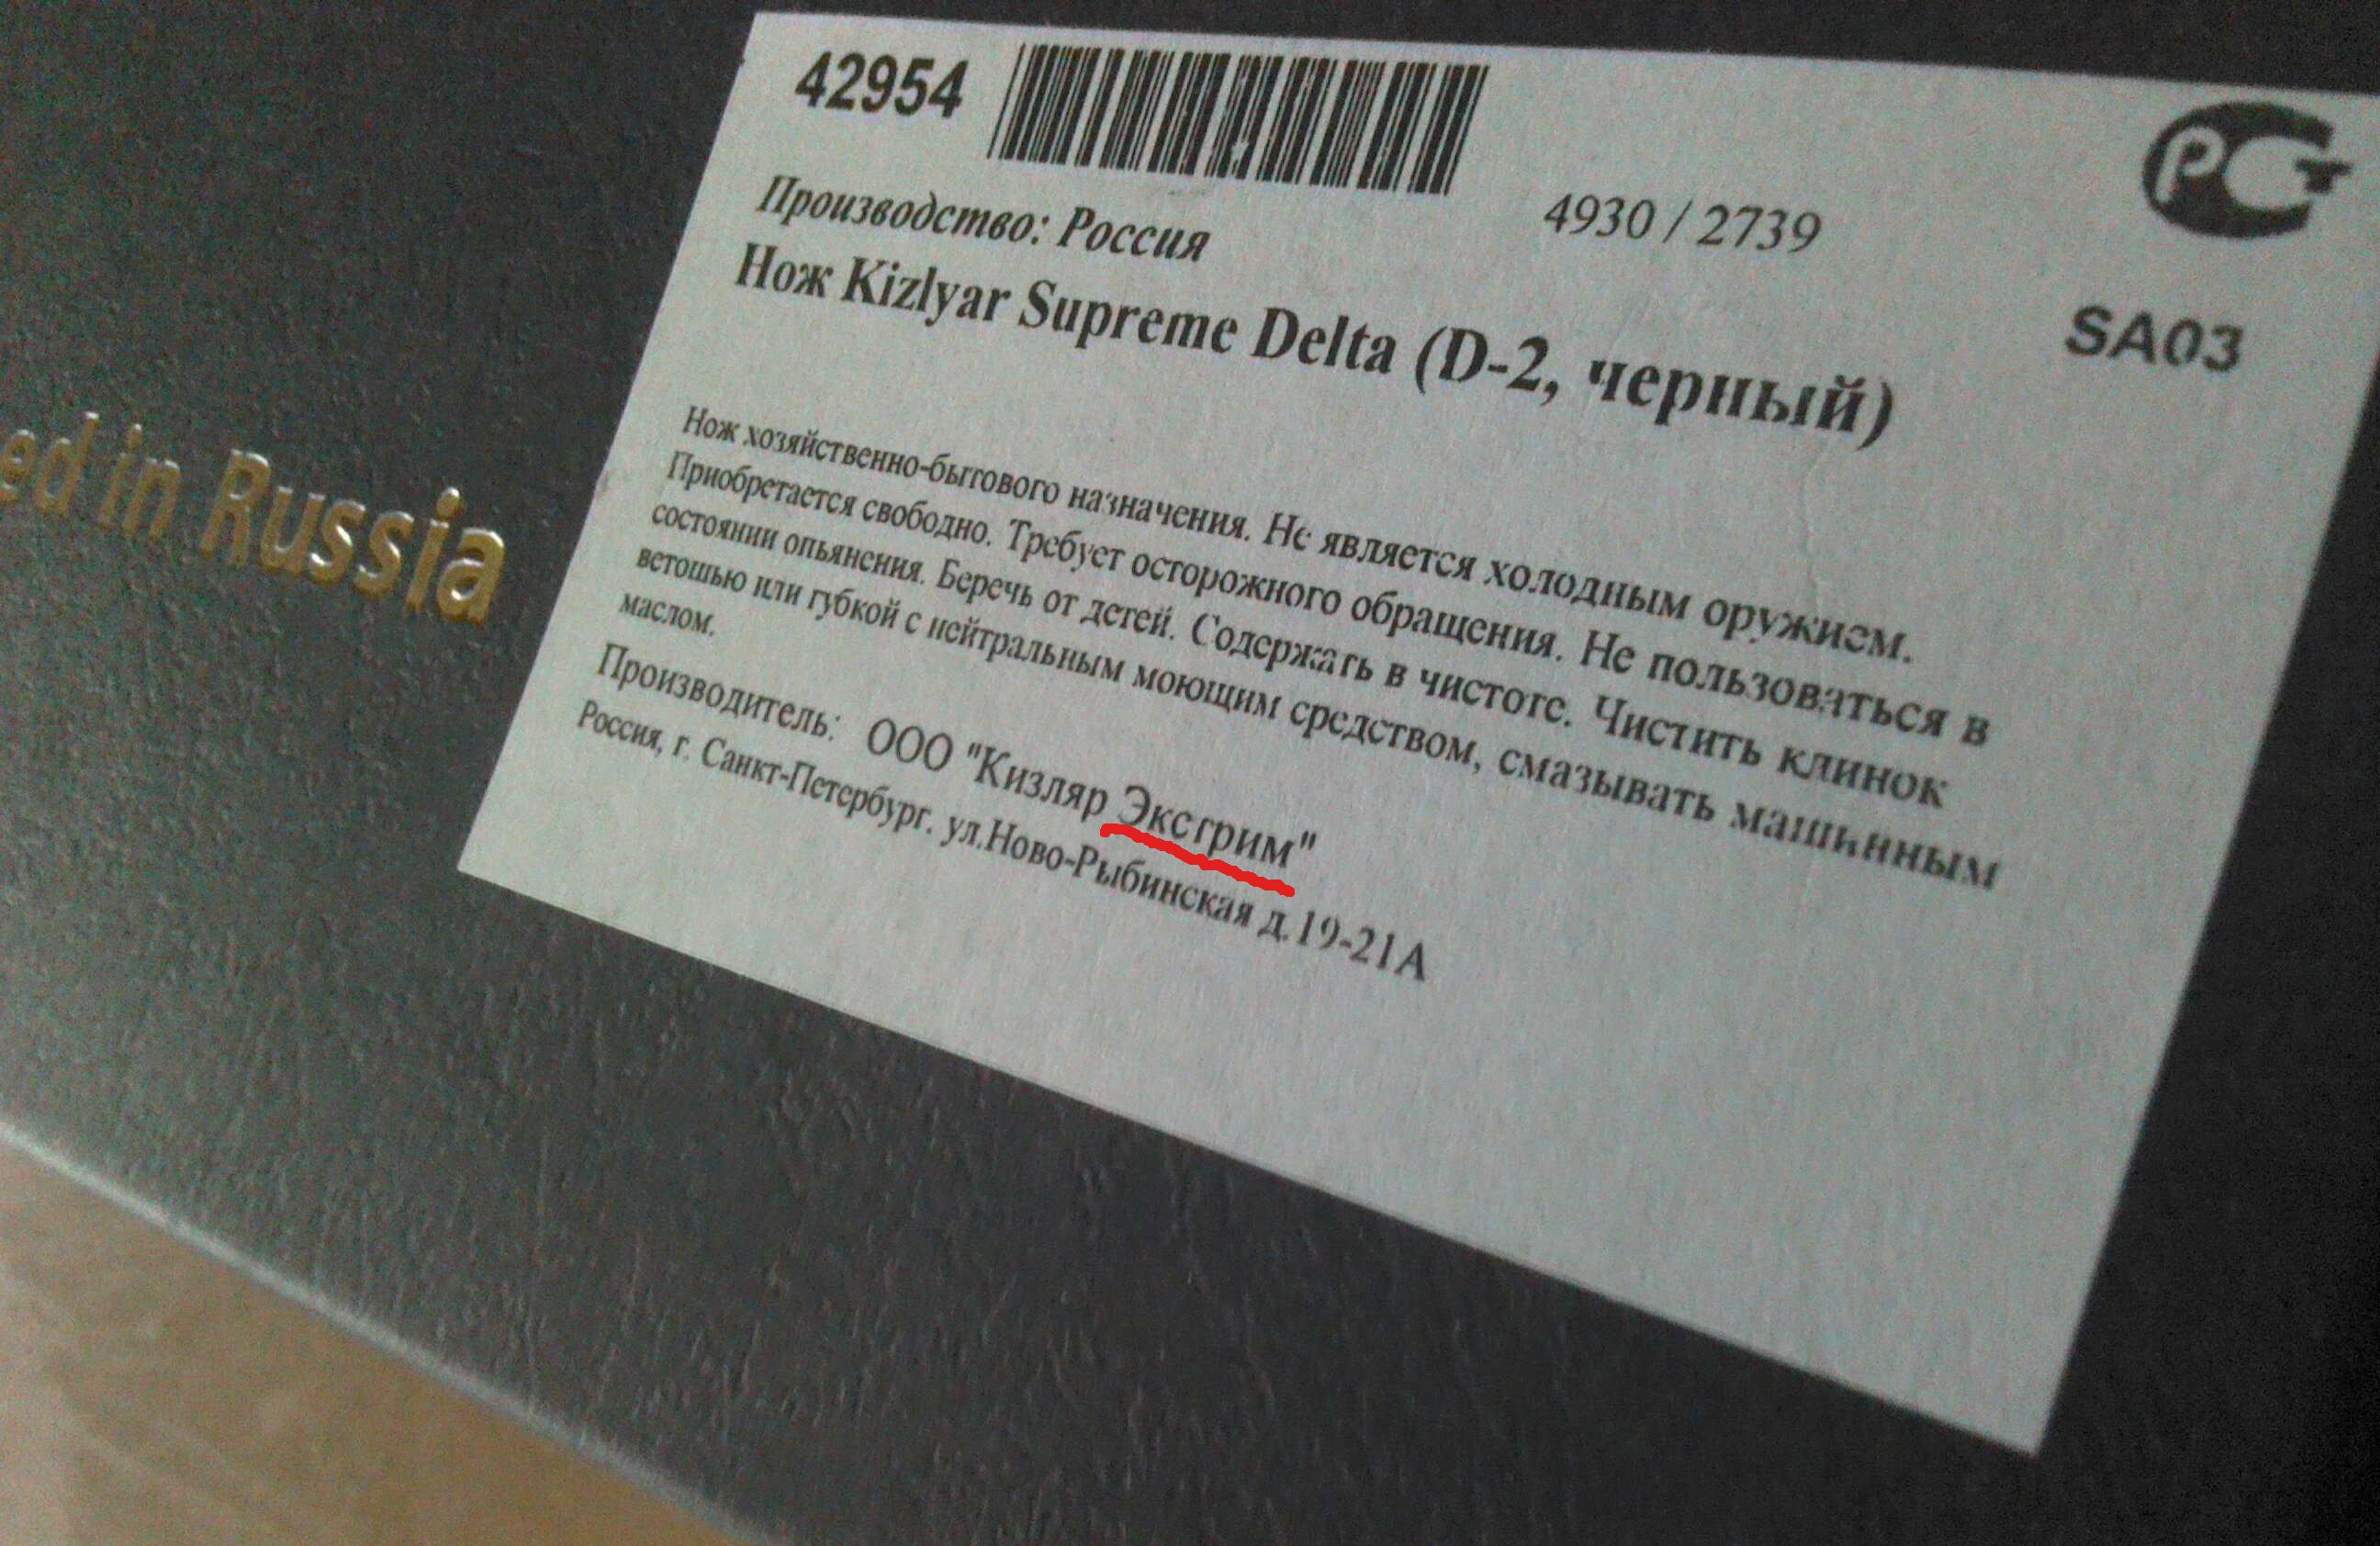 42954
4930 / 2739
РСТ
SA03
Производство: Россия
Нож Kizlyar Supreme Delta (D-2, черный)
Нож хозяйственно-бытового назначения. Не является холодным оружием.
Приобретается свободно. Требует осторожного обращения. Не пользоваться в
состоянии опьянения. Беречь от детей. Содержать в чистоте. Чистить клинок
ветошью или губкой с нейтральным моющим средством, смазывать машинным
маслом.
Производитель: ООО "Кизляр Экстрим"
Россия, г. Санкт-Петербург. ул.Ново-Рыбинская д.19-21А
ed in Russia